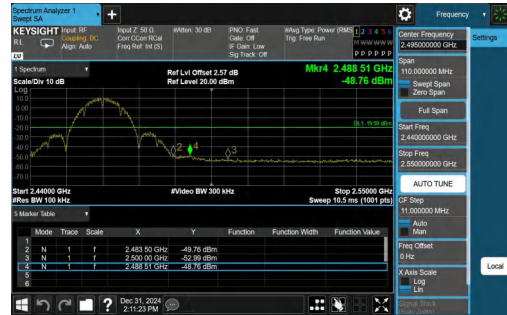 Spectrum Analyzer 1
Swept SA
Frequency
KEYSIGHT Input: RF Input Z: 50 Ω #Atten: 30 dB PNO: Fast #Avg Type: Power (RMS) 1 2 3 4 5 6
RL Coupling: DC Corr CCorr RCal Gate: Off Trig: Free Run M W W W W W
Align: Auto Freq Ref: Int (S) IF Gain: Low P P P P P P
Sig Track: Off
Center Frequency
2.495000000 GHz
Settings
1 Spectrum
Scale/Div 10 dB
Ref Lvl Offset 2.57 dB
Ref Level 20.00 dBm
Mkr4 2.488 51 GHz
-48.76 dBm
Span
110.000000 MHz
Swept Span
Zero Span
Full Span
Log
10.0
0.00
-10.0
-20.0
-30.0
-40.0
-50.0
-60.0
-70.0
2
4
3
Start Freq
2.440000000 GHz
Stop Freq
2.550000000 GHz
AUTO TUNE
Start 2.44000 GHz #Video BW 300 kHz Stop 2.55000 GHz
#Res BW 100 kHz Sweep 10.5 ms (1001 pts)
CF Step
11.000000 MHz
Auto
Man
5 Marker Table
Mode Trace Scale X Y Function Function Width Function Value
1
2 N 1 f 2.483 50 GHz -49.76 dBm
3 N 1 f 2.500 00 GHz -52.99 dBm
4 N 1 f 2.488 51 GHz -48.76 dBm
5
6
Freq Offset
0 Hz
X Axis Scale
Log
Lin
Local
Signal Track
Dec 31, 2024
2:11:23 PM